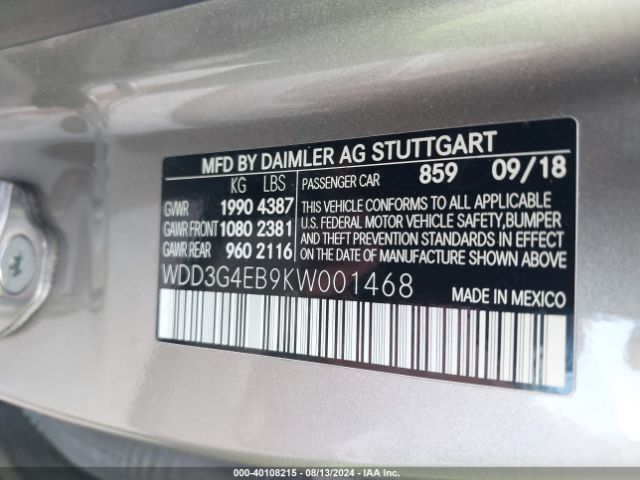 MFD BY DAIMLER AG STUTTGART
KG LBS
GVWR 1990 4387
GAWR FRONT 1080 2381
GAWR REAR 960 2116
PASSENGER CAR 859 09/18
THIS VEHICLE CONFORMS TO ALL APPLICABLE
U.S. FEDERAL MOTOR VEHICLE SAFETY,BUMPER
AND THEFT PREVENTION STANDARDS IN EFFECT
ON THE DATE OF MANUFACTURE SHOWN ABOVE.
WDD3G4EB9KW001468
MADE IN MEXICO
000-40108215 - 08/13/2024 - IAA Inc.